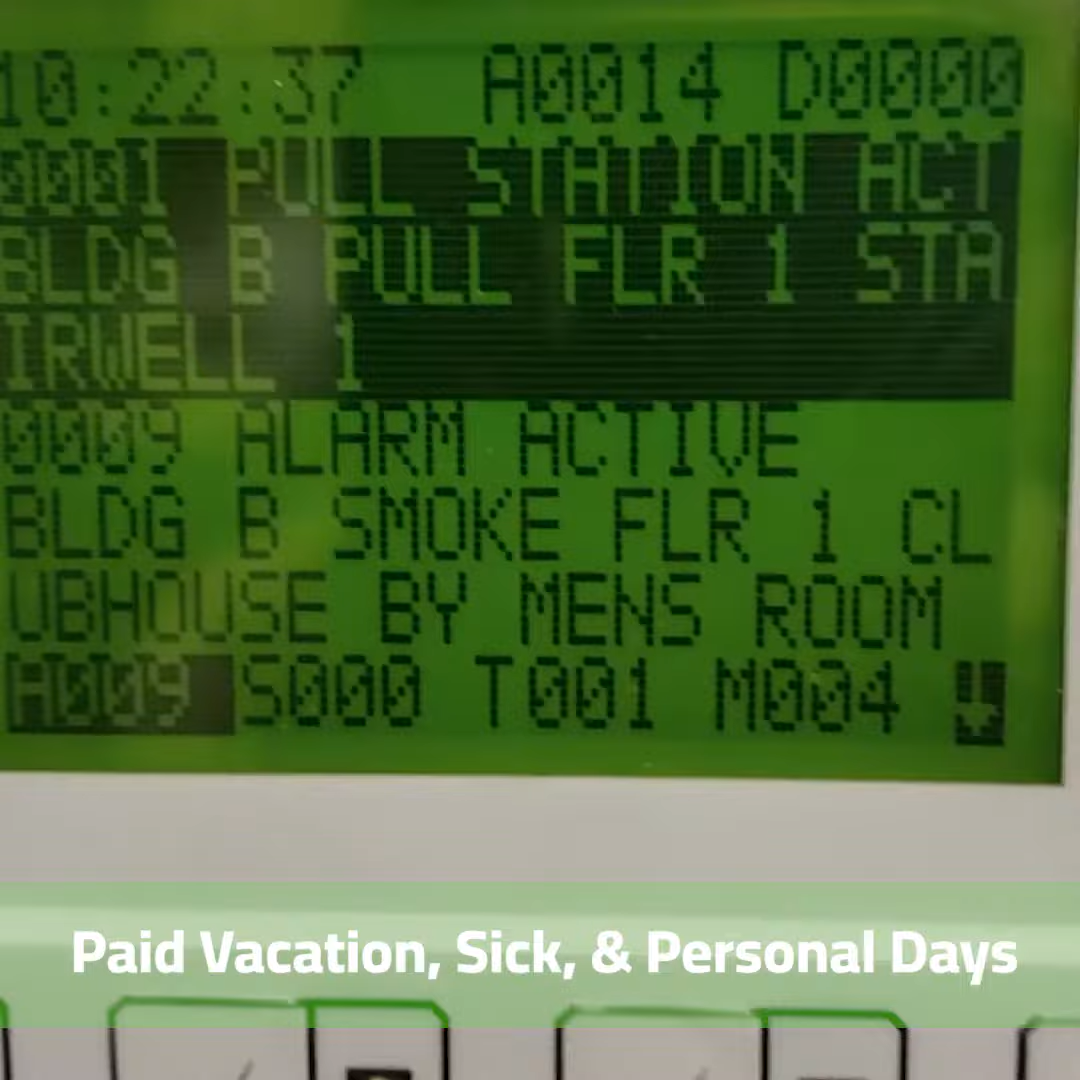 10:22:37 A0014 D0000
0001 PULL STATION ACT
BLDG B PULL FLR 1 STA
IRWELL 1
0009 ALARM ACTIVE
BLDG B SMOKE FLR 1 CL
UBHOUSE BY MENS ROOM
A009 S000 T001 M004
Paid Vacation, Sick, & Personal Days